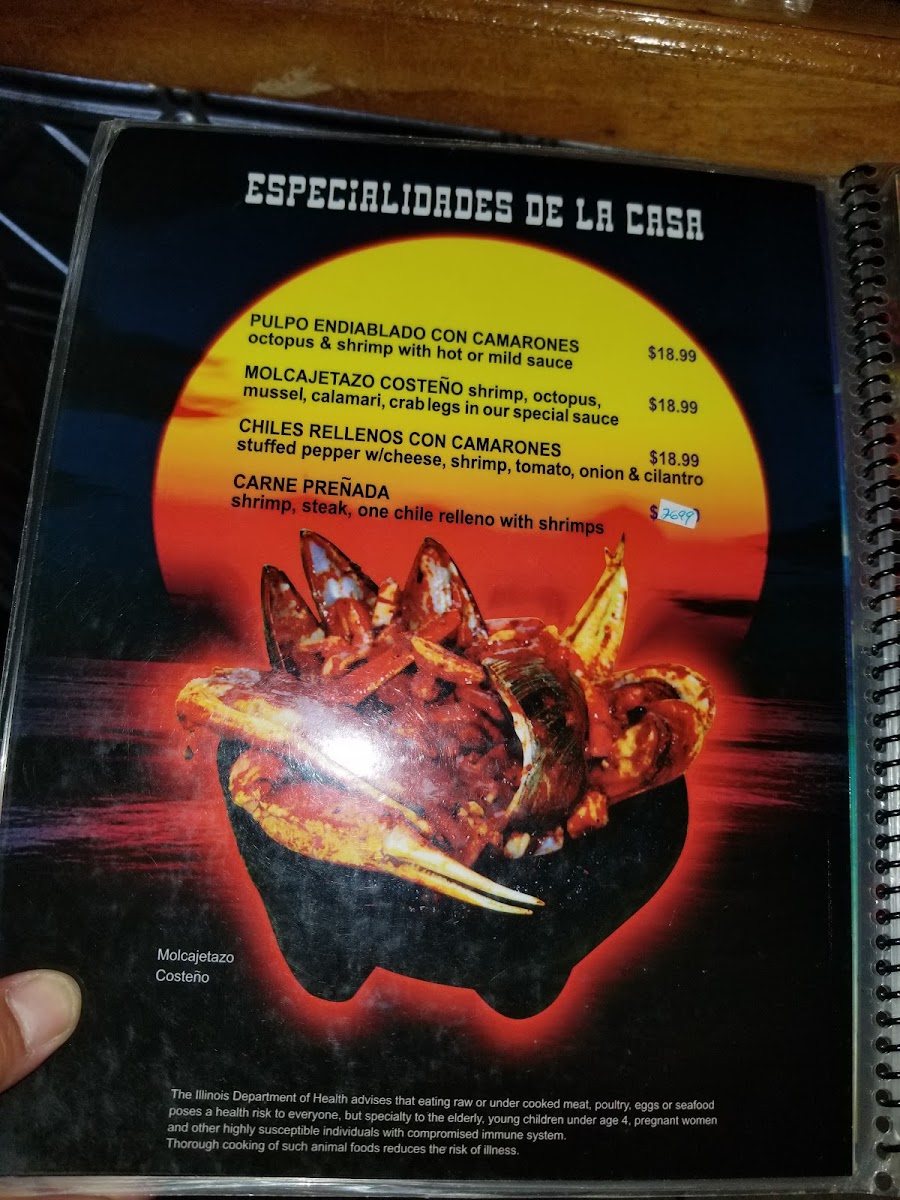 ESPECIALIDADES DE LA CASA
PULPO ENDIABLADO CON CAMARONES
octopus & shrimp with hot or mild sauce $18.99
MOLCAJETAZO COSTEÑO shrimp, octopus,
mussel, calamari, crab legs in our special sauce $18.99
CHILES RELLENOS CON CAMARONES $18.99
stuffed pepper w/cheese, shrimp, tomato, onion & cilantro
CARNE PREÑADA
shrimp, steak, one chile relleno with shrimps $2699
Molcajetazo
Costeño
The Illinois Department of Health advises that eating raw or under cooked meat, poultry, eggs or seafood
poses a health risk to everyone, but specialty to the elderly, young children under age 4, pregnant women
and other highly susceptible individuals with compromised immune system.
Thorough cooking of such animal foods reduces the risk of illness.